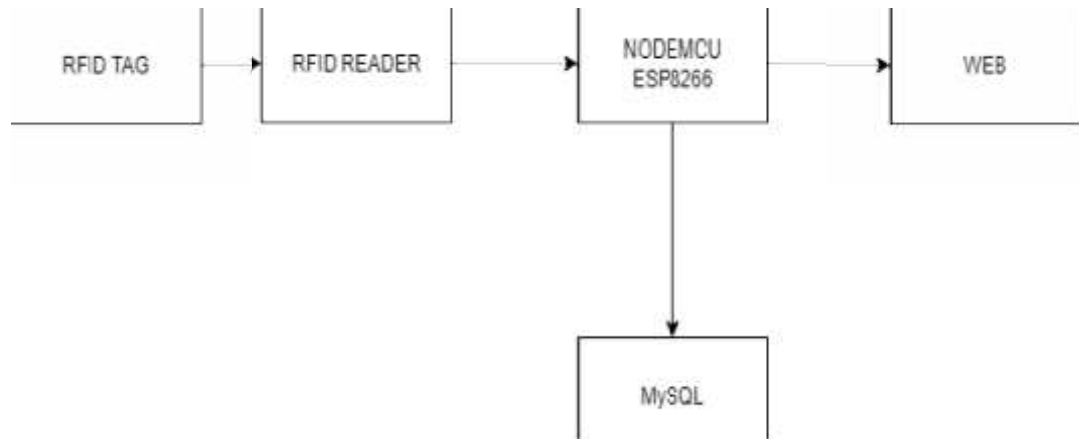 RFID TAG
RFID READER
NODEMCU
ESP8266
WEB
MySQL